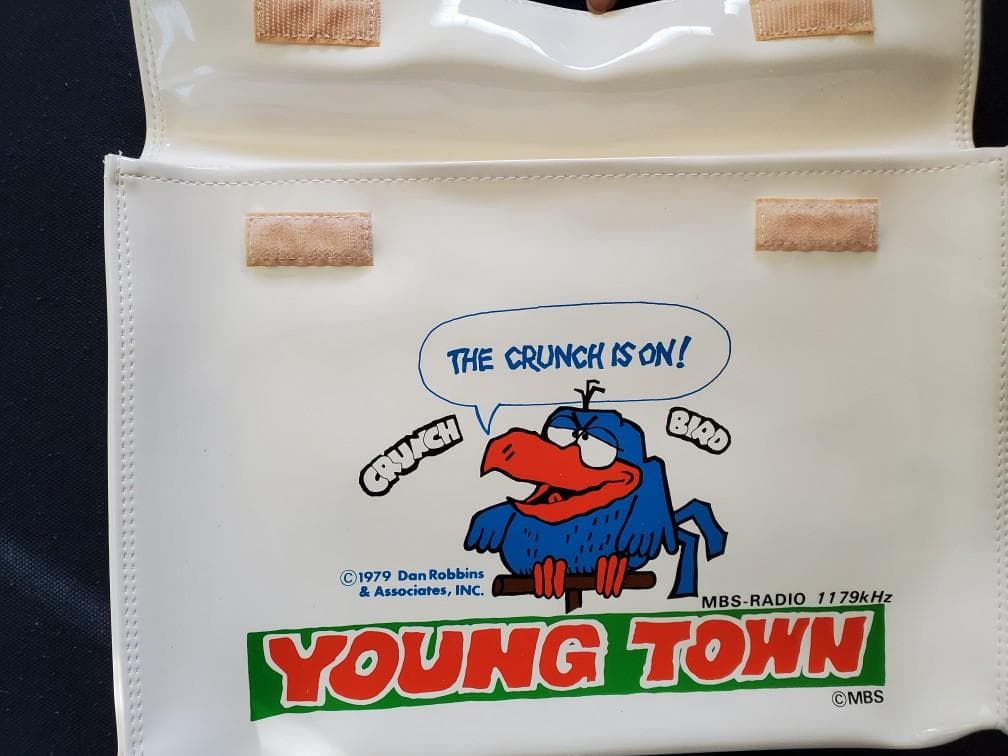 THE CRUNCH IS ON!
CRUNCH
BIRD
©1979 Dan Robbins
& Associates, INC.
MBS-RADIO 1179kHz
YOUNG TOWN
©MBS